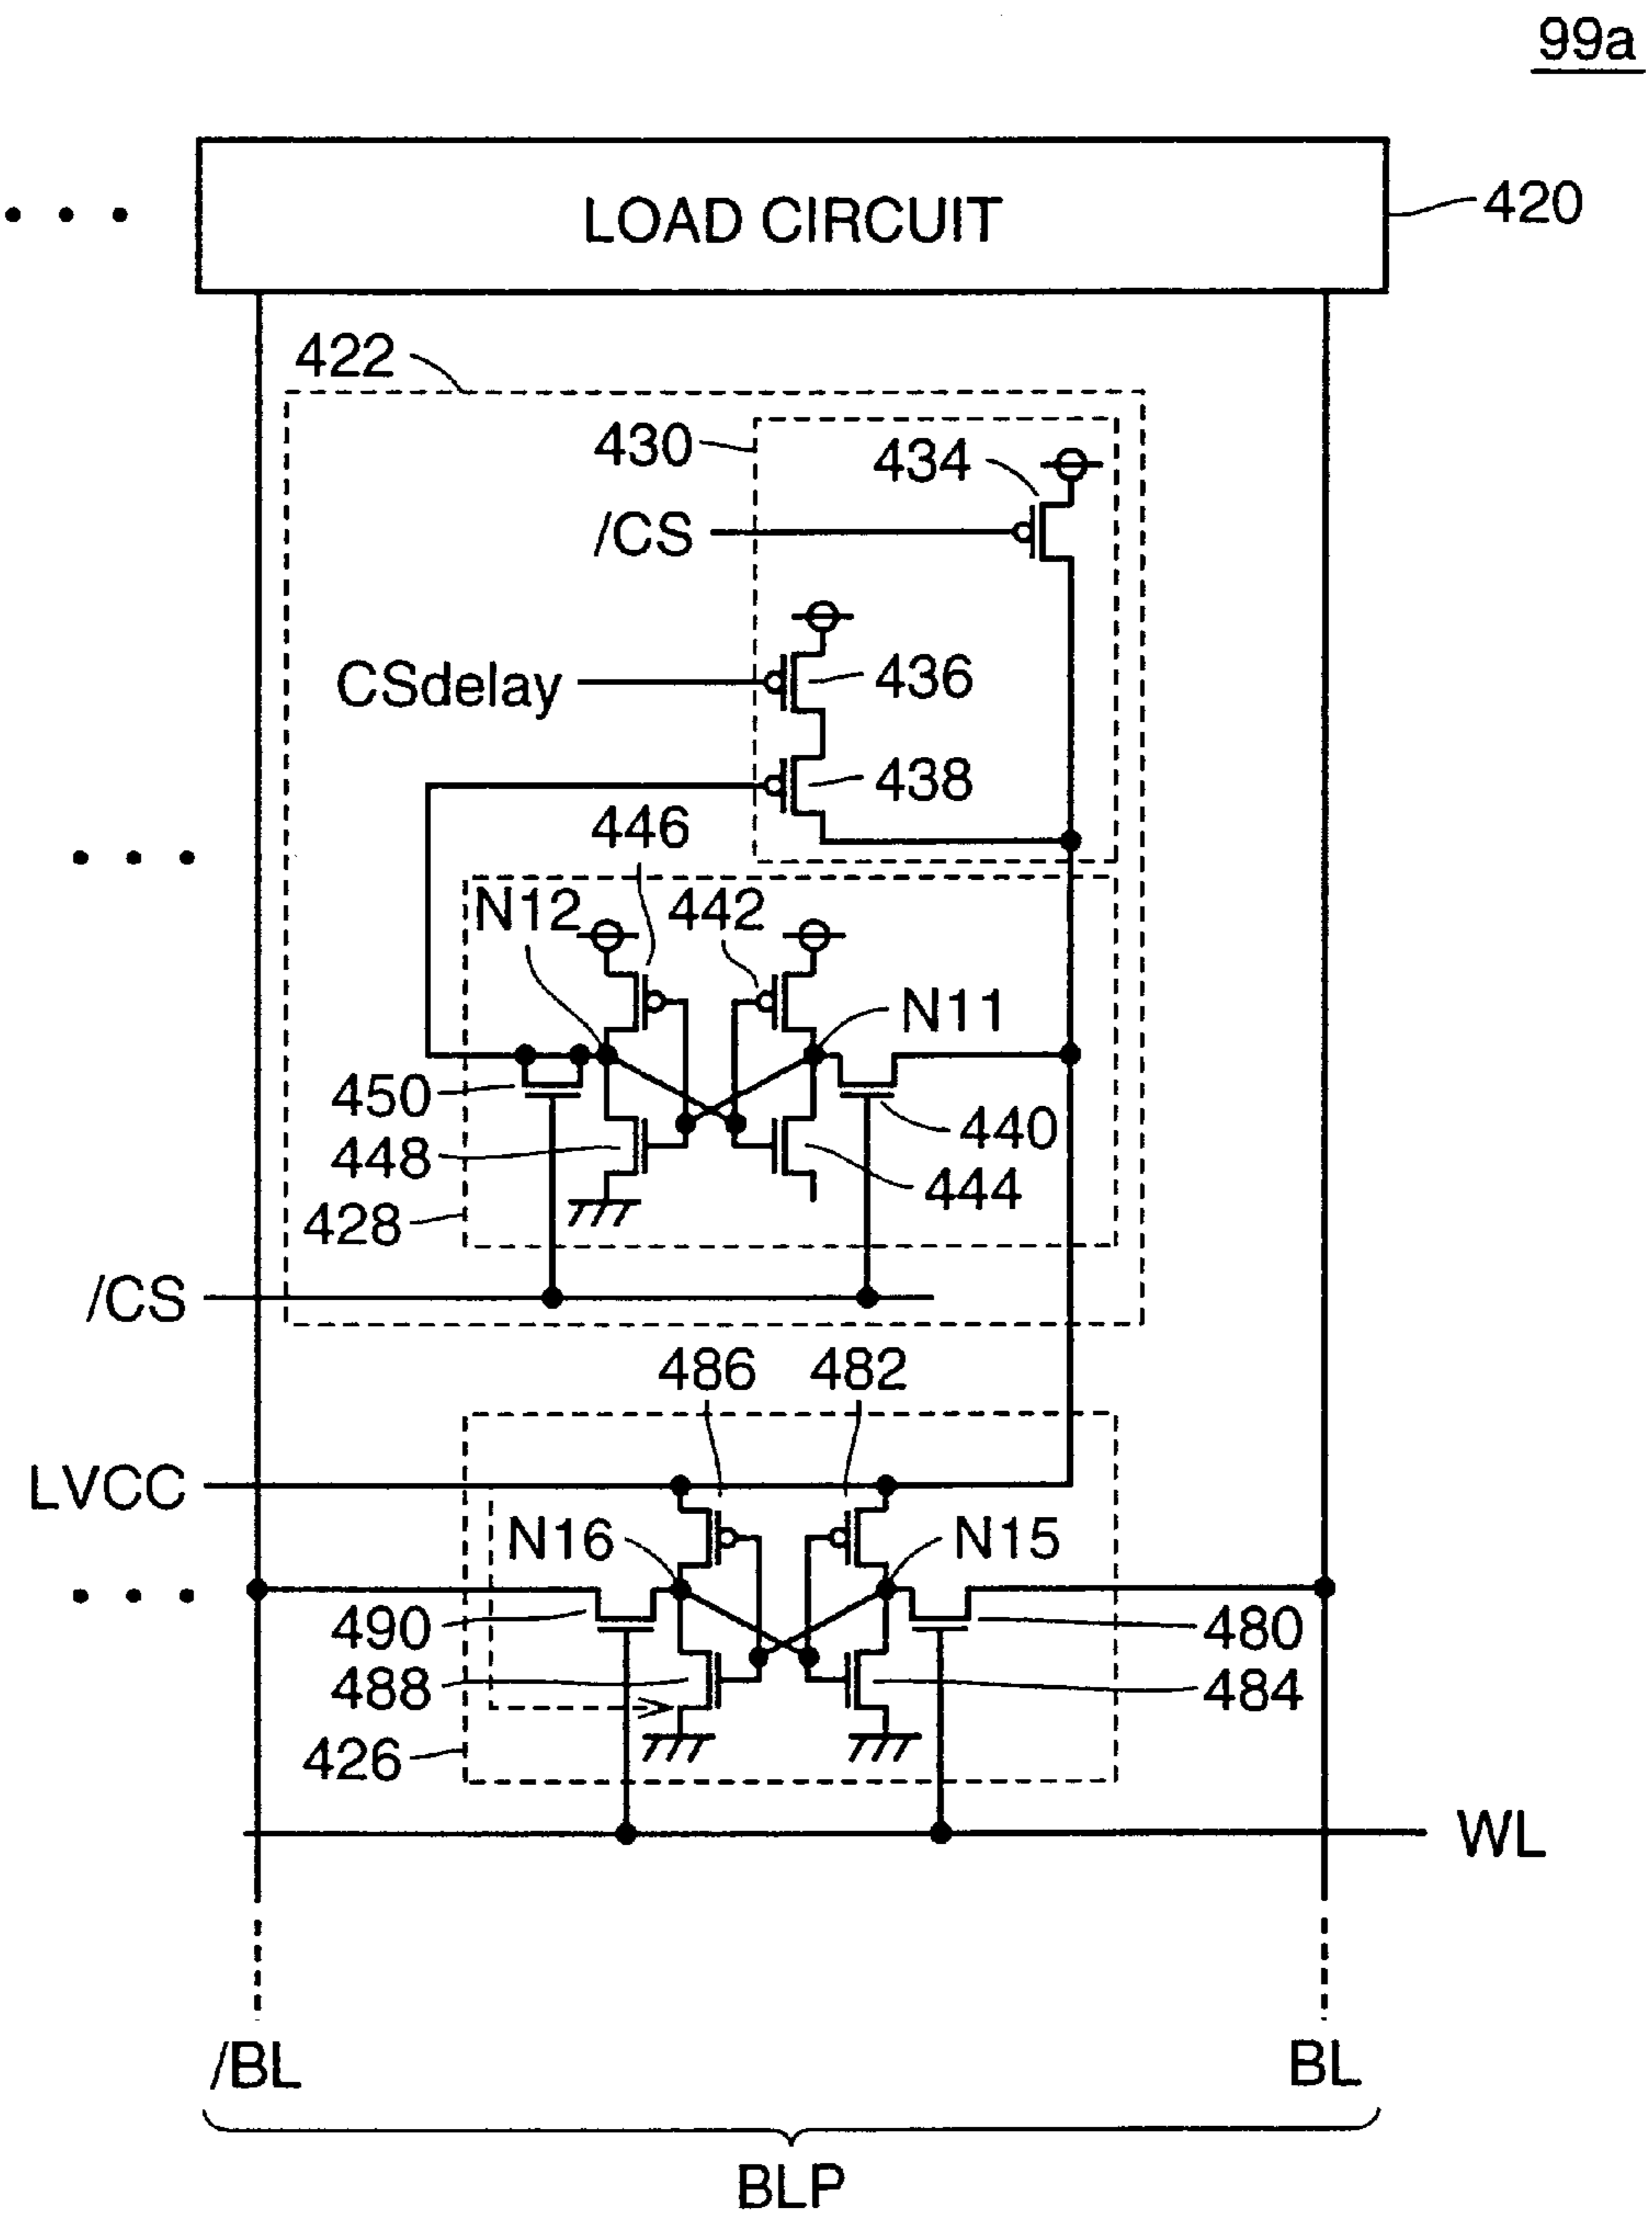 99a
LOAD CIRCUIT
420
422
430
434
/CS
CSdelay
436
438
446
N12
442
N11
450
440
448
444
428
/CS
486
482
LVCC
N16
N15
490
480
488
484
426
WL
/BL
BL
BLP